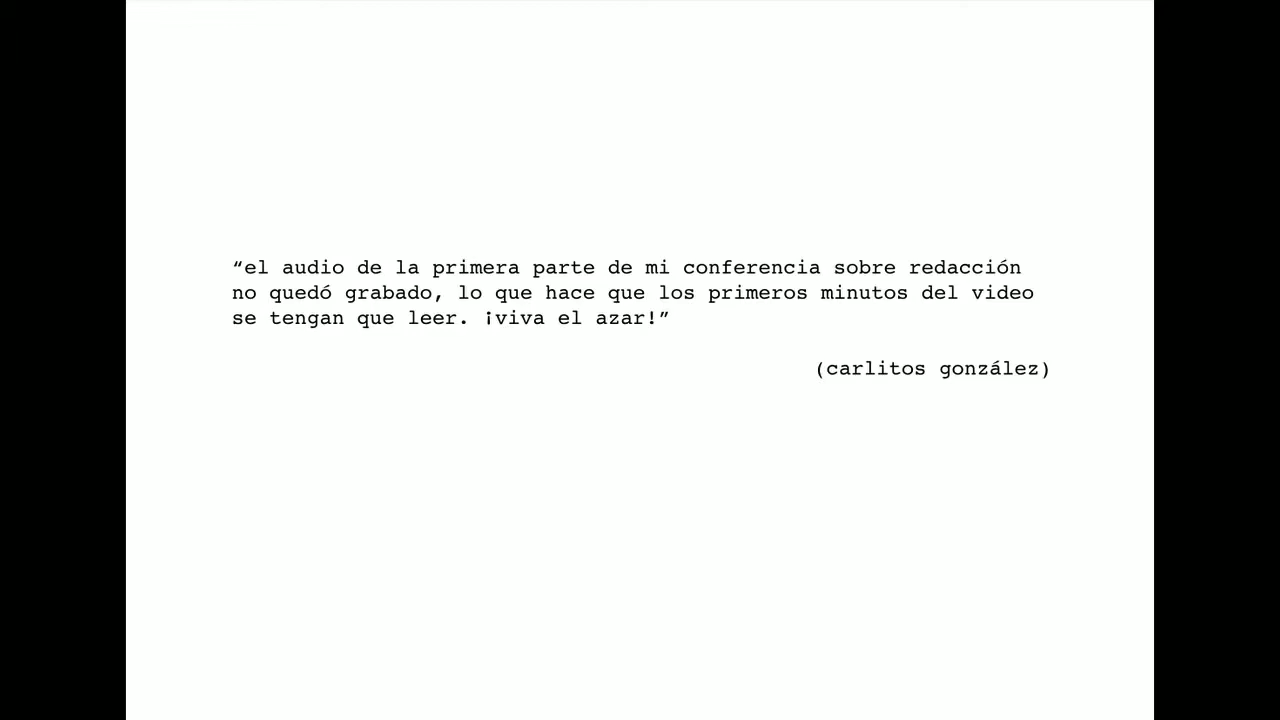 “el audio de la primera parte de mi conferencia sobre redacción
no quedó grabado, lo que hace que los primeros minutos del video
se tengan que leer. ¡viva el azar!”
(carlitos gonzález)